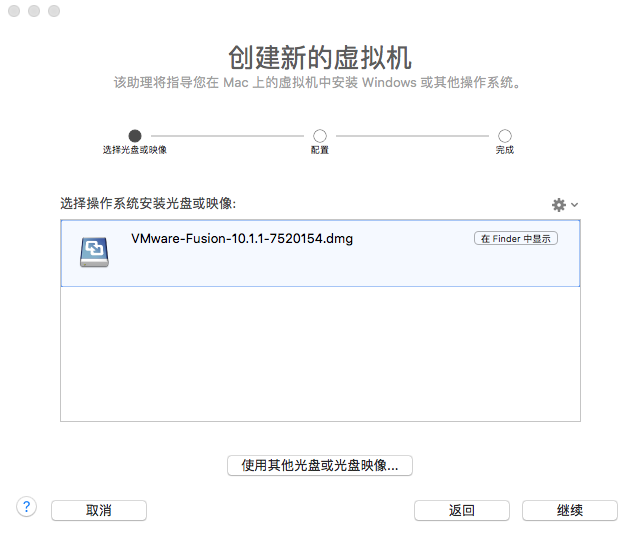 创建新的虚拟机
该助理将指导您在 Mac 上的虚拟机中安装 Windows 或其他操作系统。
选择光盘或映像
配置
完成
选择操作系统安装光盘或映像:
VMware-Fusion-10.1.1-7520154.dmg
在 Finder 中显示
使用其他光盘或光盘映像...
?
取消
返回
继续